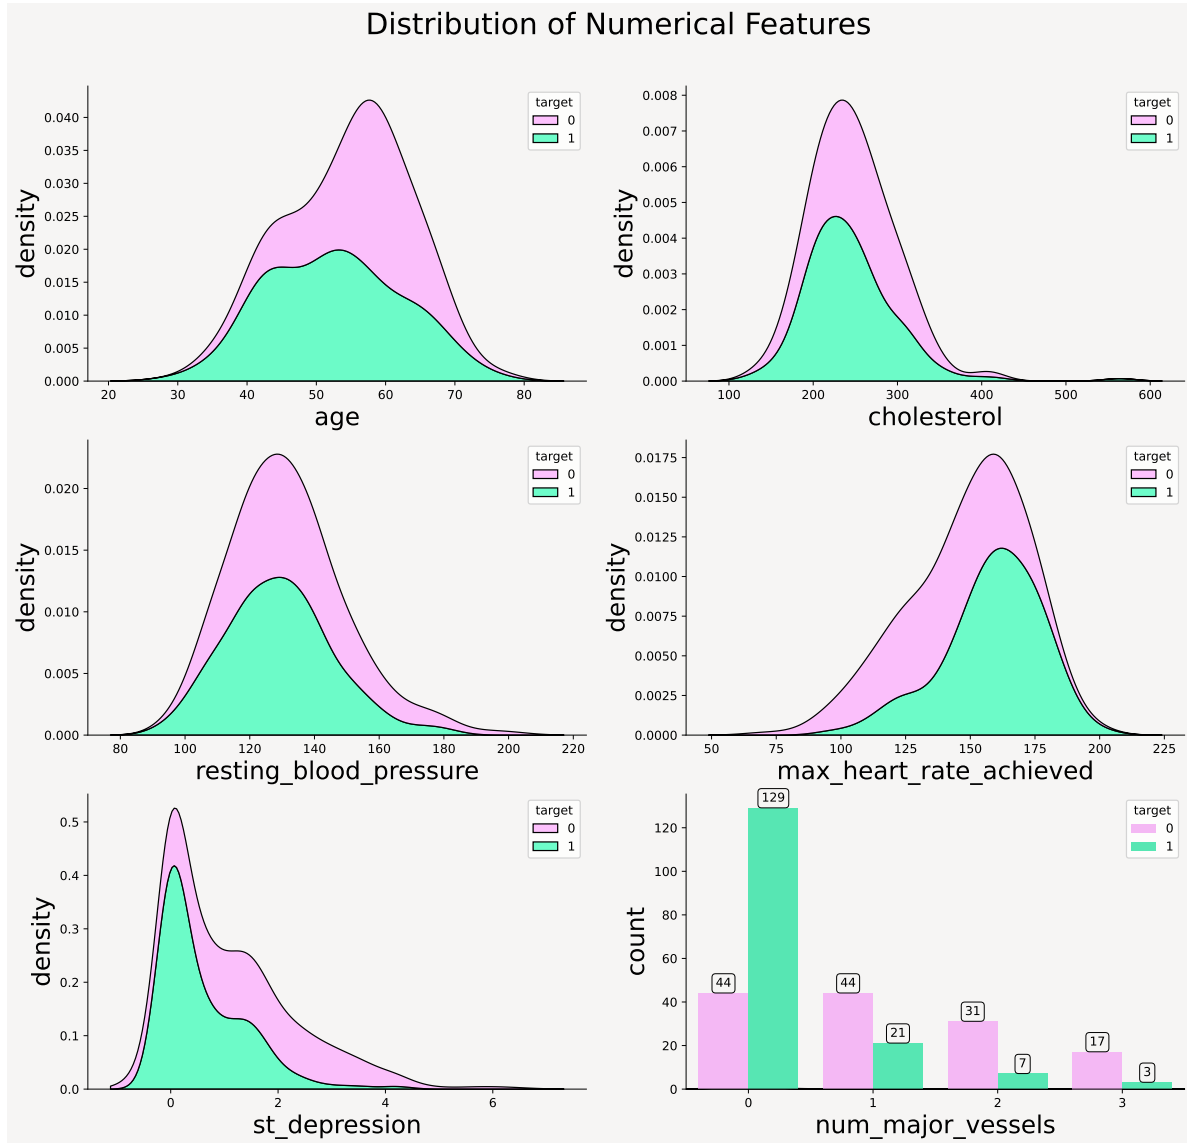 Distribution of Numerical Features
target
0
1
0.040
0.035
0.030
0.025
0.020
0.015
0.010
0.005
0.000
density
20 30 40 50 60 70 80
age
target
0
1
0.008
0.007
0.006
0.005
0.004
0.003
0.002
0.001
0.000
density
100 200 300 400 500 600
cholesterol
target
0
1
0.020
0.015
0.010
0.005
0.000
density
80 100 120 140 160 180 200 220
resting_blood_pressure
target
0
1
0.0175
0.0150
0.0125
0.0100
0.0075
0.0050
0.0025
0.0000
density
50 75 100 125 150 175 200 225
max_heart_rate_achieved
target
0
1
0.5
0.4
0.3
0.2
0.1
0.0
density
0 2 4 6
st_depression
target
0
1
129
120
100
80
60
40
20
0
count
44 44 31 17
21 7 3
0 1 2 3
num_major_vessels